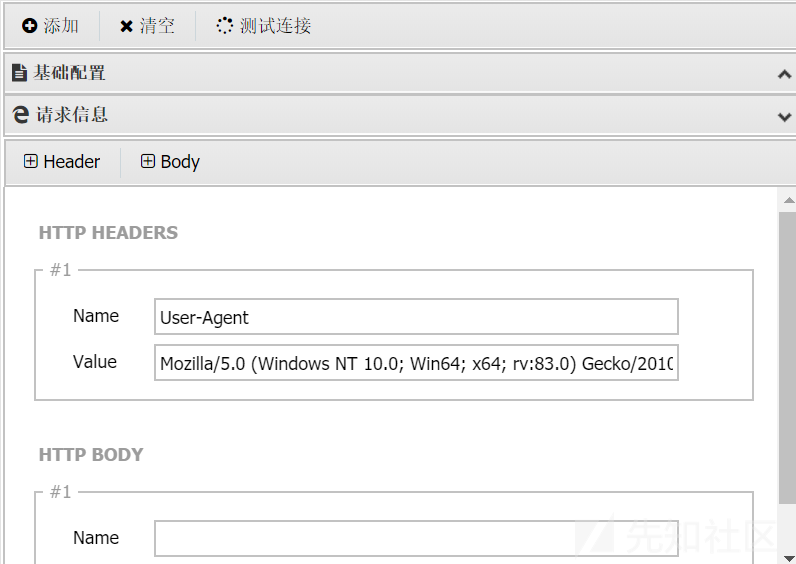 添加 清空 测试连接
基础配置
请求信息
Header Body
HTTP HEADERS
#1
Name User-Agent
Value Mozilla/5.0 (Windows NT 10.0; Win64; x64; rv:83.0) Gecko/2010
HTTP BODY
#1
Name
先知社区